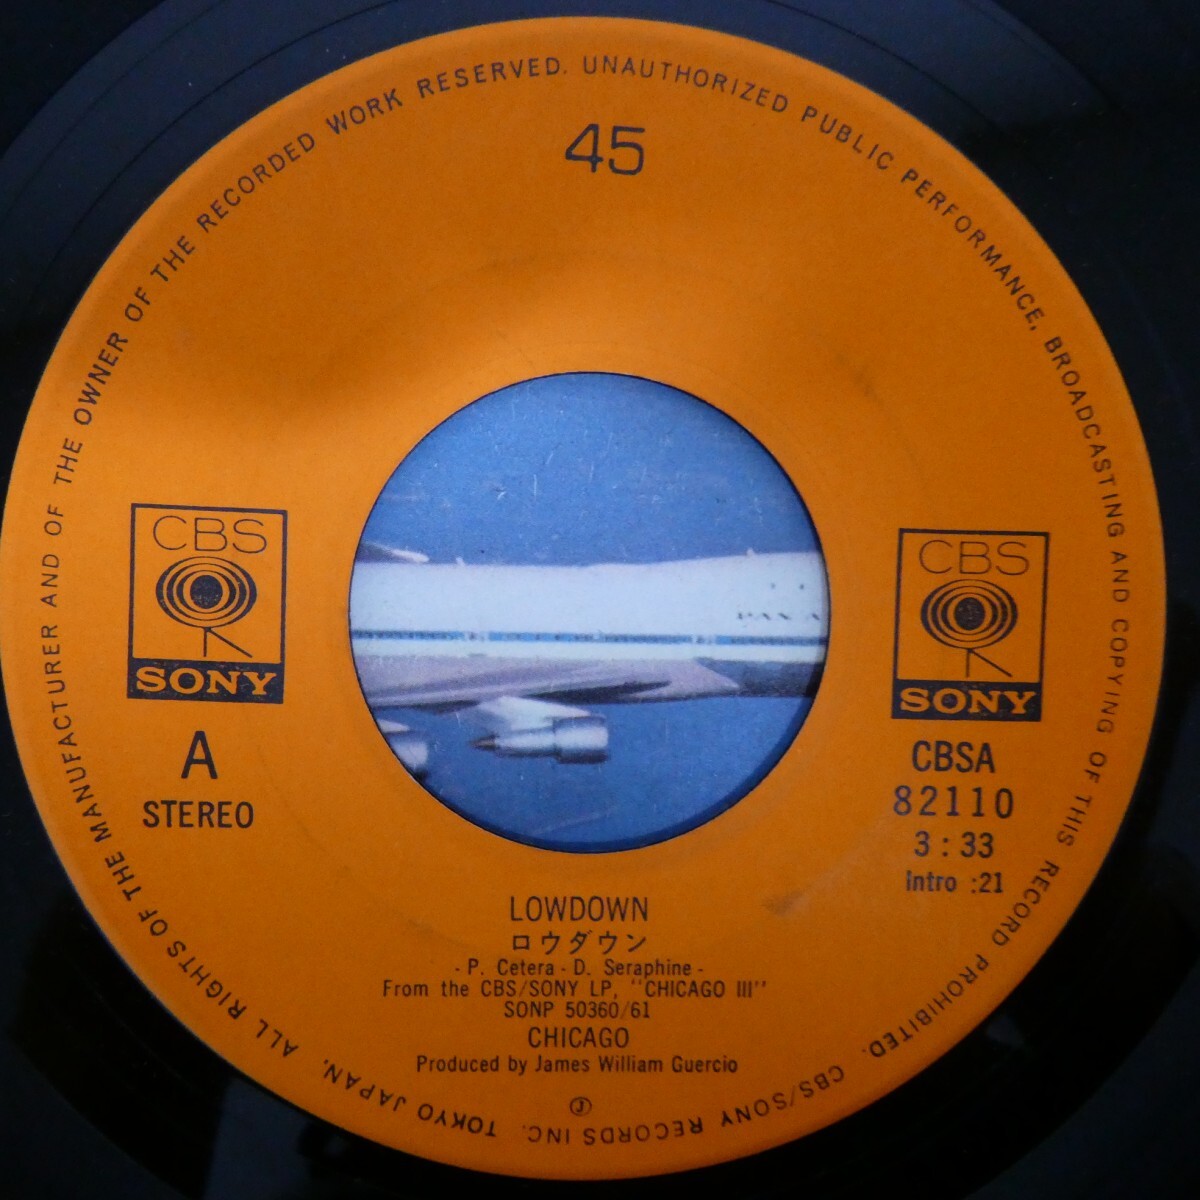 ALL RIGHTS OF THE MANUFACTURER AND OF THE OWNER OF THE RECORDED WORK RESERVED. UNAUTHORIZED PUBLIC PERFORMANCE, BROADCASTING AND COPYING OF THIS RECORD PROHIBITED. CBS/SONY RECORDS INC. TOKYO JAPAN.
45
CBS
SONY
A
STEREO
PAN A
CBS
SONY
CBSA
82110
3:33
Intro :21
LOWDOWN
ロウダウン
- P. Cetera - D. Seraphine -
From the CBS/SONY LP, "CHICAGO III"
SONP 50360/61
CHICAGO
Produced by James William Guercio
Ⓙ